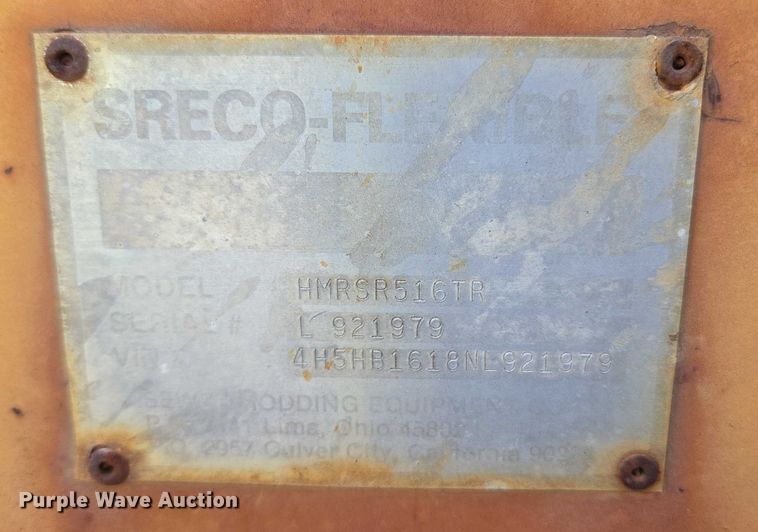 SRECO-FLEXIBLE
MODEL HMRSR516TR
SERIAL # L 921979
VIN 4H5HB1618NL921979
SEWER RODDING EQUIPMENT
Lima, Ohio 45802
2957 Culver City, California
Purple Wave Auction